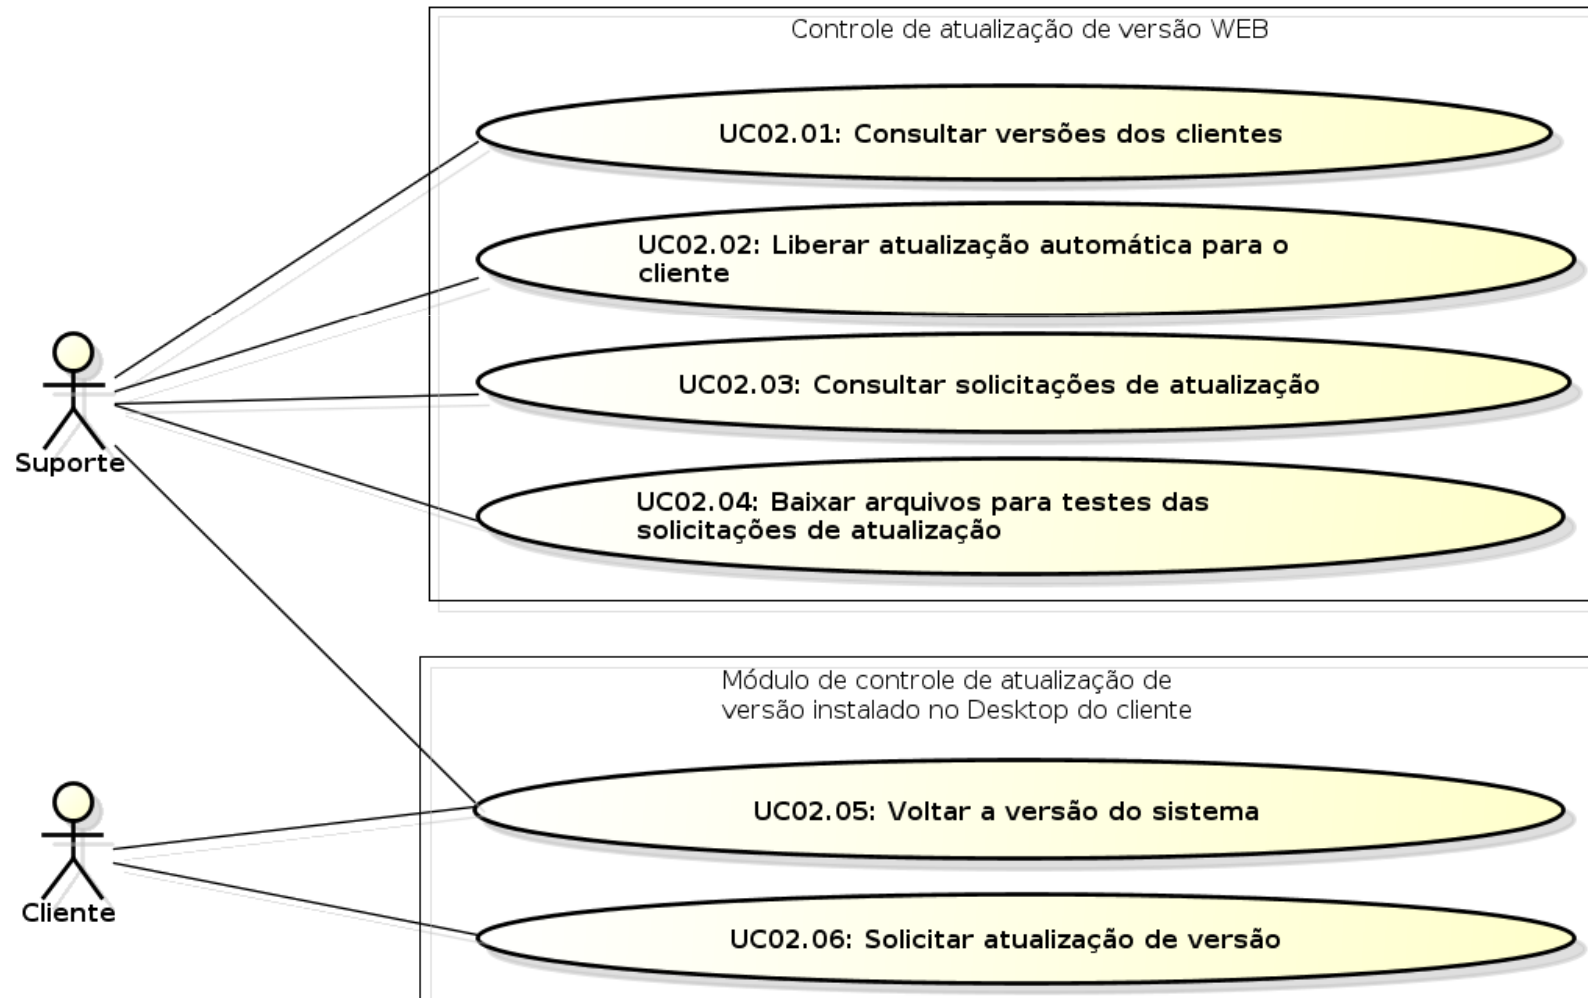 Controle de atualização de versão WEB
UC02.01: Consultar versões dos clientes
UC02.02: Liberar atualização automática para o
cliente
UC02.03: Consultar solicitações de atualização
Suporte
UC02.04: Baixar arquivos para testes das
solicitações de atualização
Módulo de controle de atualização de
versão instalado no Desktop do cliente
UC02.05: Voltar a versão do sistema
Cliente
UC02.06: Solicitar atualização de versão